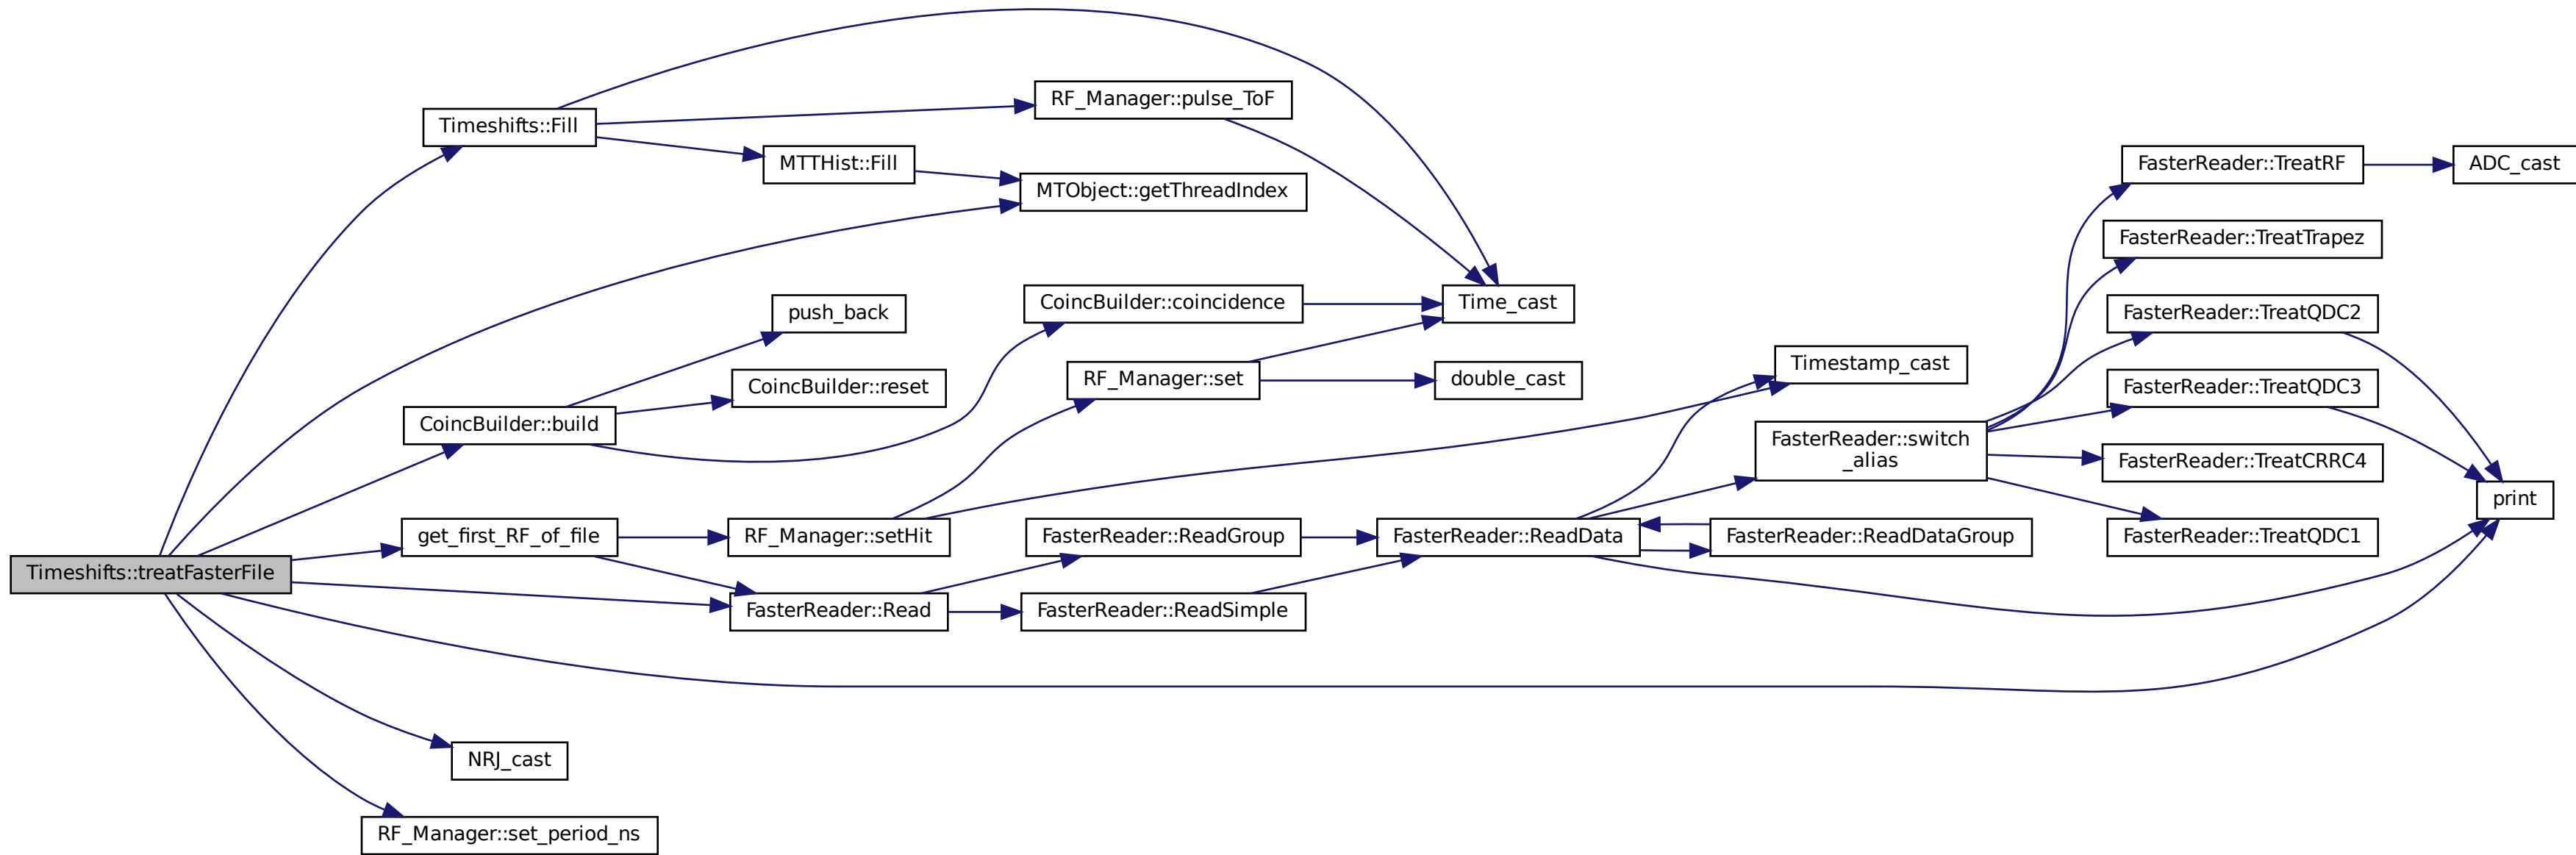 Timeshifts::treatFasterFile
Timeshifts::Fill
CoincBuilder::build
get_first_RF_of_file
NRJ_cast
RF_Manager::set_period_ns
MTTHist::Fill
push_back
CoincBuilder::reset
RF_Manager::setHit
FasterReader::Read
RF_Manager::pulse_ToF
MTObject::getThreadIndex
CoincBuilder::coincidence
RF_Manager::set
FasterReader::ReadGroup
FasterReader::ReadSimple
Time_cast
double_cast
FasterReader::ReadData
Timestamp_cast
FasterReader::switch
_alias
FasterReader::ReadDataGroup
FasterReader::TreatRF
FasterReader::TreatTrapez
FasterReader::TreatQDC2
FasterReader::TreatQDC3
FasterReader::TreatCRRC4
FasterReader::TreatQDC1
ADC_cast
print